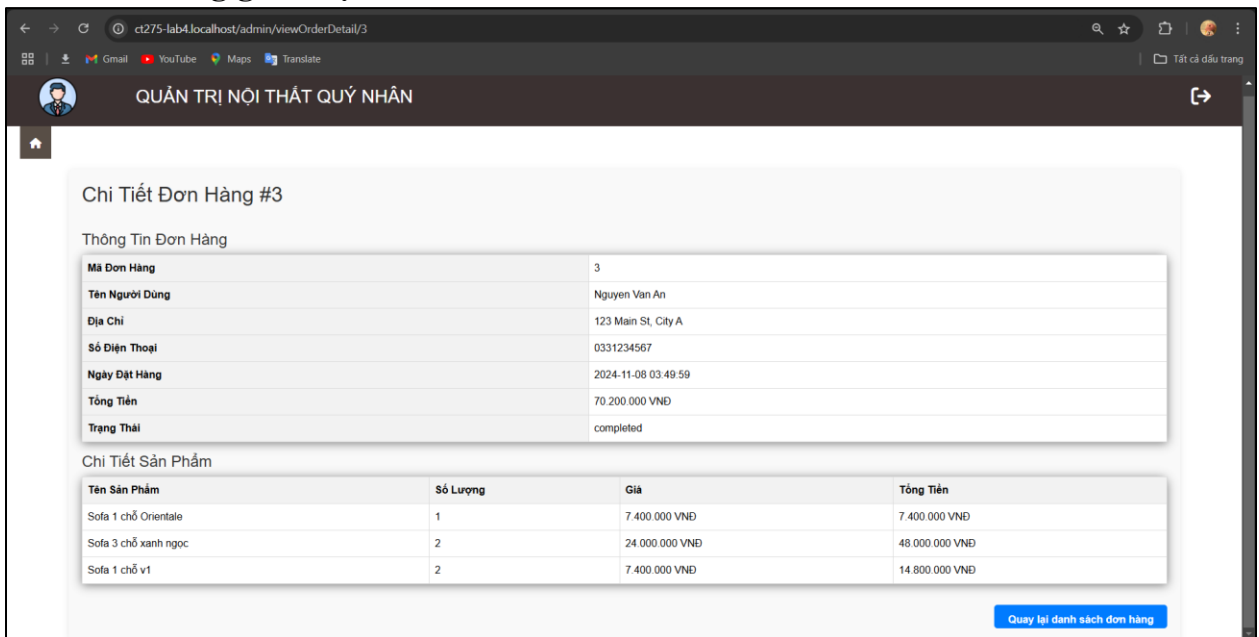 ct275-lab4.localhost/admin/viewOrderDetail/3
Gmail YouTube Maps Translate Tất cả dấu trang
QUẢN TRỊ NỘI THẤT QUÝ NHÂN
Chi Tiết Đơn Hàng #3
Thông Tin Đơn Hàng
Mã Đơn Hàng 3
Tên Người Dùng Nguyen Van An
Địa Chỉ 123 Main St, City A
Số Điện Thoại 0331234567
Ngày Đặt Hàng 2024-11-08 03:49:59
Tổng Tiền 70.200.000 VNĐ
Trạng Thái completed
Chi Tiết Sản Phẩm
Tên Sản Phẩm Số Lượng Giá Tổng Tiền
Sofa 1 chỗ Orientale 1 7.400.000 VNĐ 7.400.000 VNĐ
Sofa 3 chỗ xanh ngọc 2 24.000.000 VNĐ 48.000.000 VNĐ
Sofa 1 chỗ v1 2 7.400.000 VNĐ 14.800.000 VNĐ
Quay lại danh sách đơn hàng